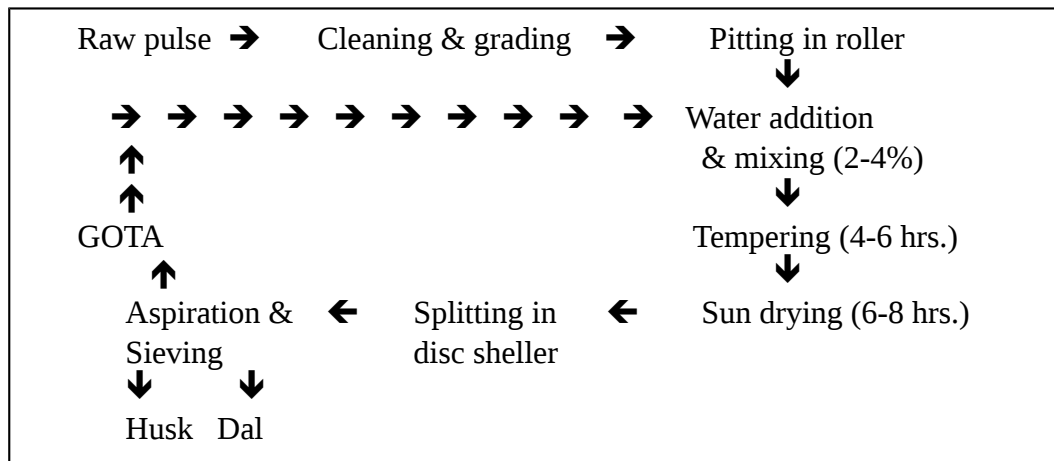 Raw pulse ➔ Cleaning & grading ➔ Pitting in roller
Water addition
& mixing (2-4%)
GOTA
Tempering (4-6 hrs.)
Aspiration &
Sieving
Splitting in
disc sheller
Sun drying (6-8 hrs.)
Husk Dal